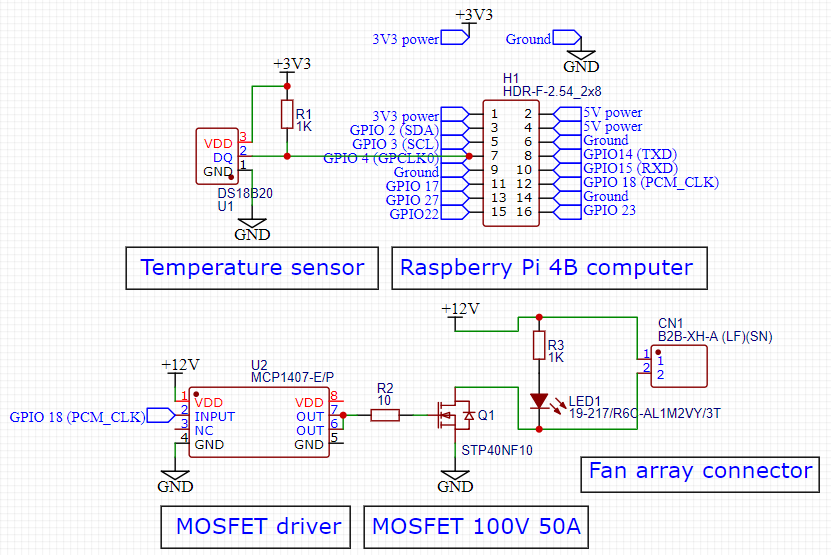 +3V3
3V3 power
Ground
GND
+3V3
H1
HDR-F-2.54_2x8
R1
1K
3V3 power 1 2 5V power
GPIO 2 (SDA) 3 4 5V power
GPIO 3 (SCL) 5 6 Ground
GPIO 4 (GPCLK0) 7 8 GPIO14 (TXD)
Ground 9 10 GPIO15 (RXD)
GPIO 17 11 12 GPIO 18 (PCM_CLK)
GPIO 27 13 14 Ground
GPIO22 15 16 GPIO 23
VDD 3
DQ 2
GND 1
DS18B20
U1
GND
Temperature sensor
Raspberry Pi 4B computer
+12V
CN1
B2B-XH-A (LF)(SN)
R3
1K
1 1
2 2
+12V
U2
MCP1407-E/P
1 VDD VDD 8
GPIO 18 (PCM_CLK) 2 INPUT OUT 7
3 NC OUT 6
4 GND GND 5
R2
10
Q1
STP40NF10
LED1
19-217/R6C-AL1M2VY/3T
GND
GND
Fan array connector
MOSFET driver
MOSFET 100V 50A